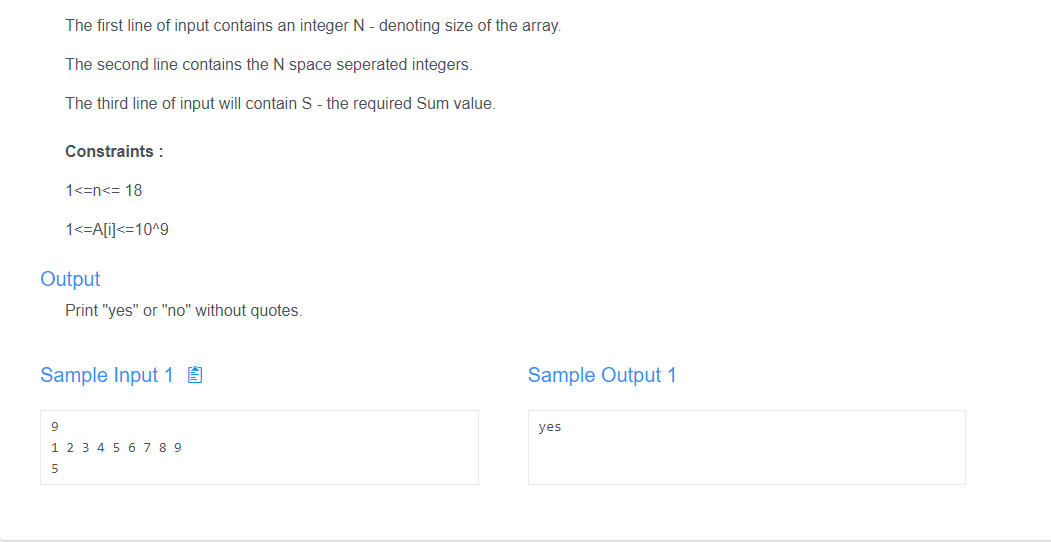 The first line of input contains an integer N - denoting size of the array.
The second line contains the N space seperated integers.
The third line of input will contain S - the required Sum value.
Constraints :
1<=n<= 18
1<=A[i]<=10^9
Output
Print "yes" or "no" without quotes.
Sample Input 1
9
1 2 3 4 5 6 7 8 9
5
Sample Output 1
yes